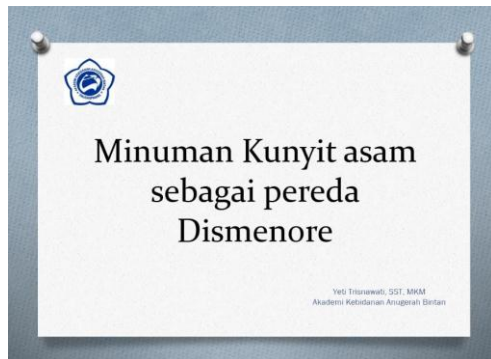 Minuman Kunyit asam
sebagai pereda
Dismenore
Yeti Trisnawati, SST, MKM
Akademi Kebidanan Anugerah Bintan